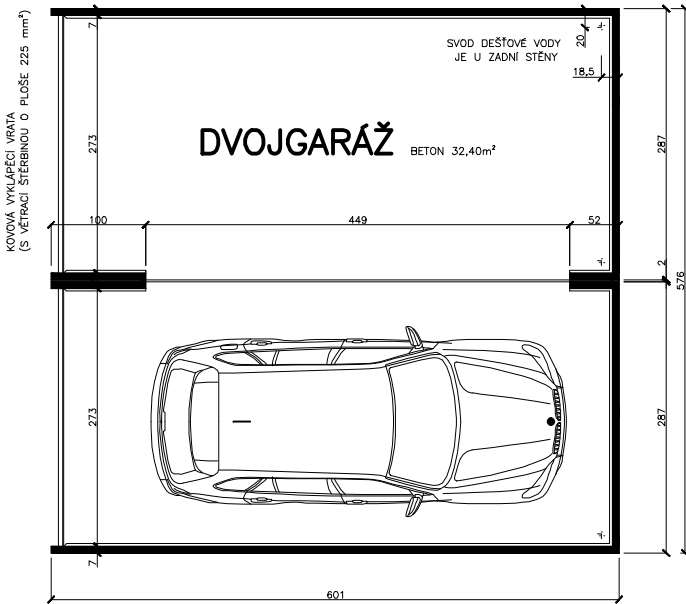 KOVOVÁ VYKLÁPĚCÍ VRATA
(S VĚTRACÍ ŠTĚRBINOU O PLOŠE 225 mm²)
7
20
SVOD DEŠŤOVÉ VODY
JE U ZADNÍ STĚNY
18,5
273
DVOJGARÁŽ
BETON 32,40m²
287
100
449
52
2
576
273
287
7
601